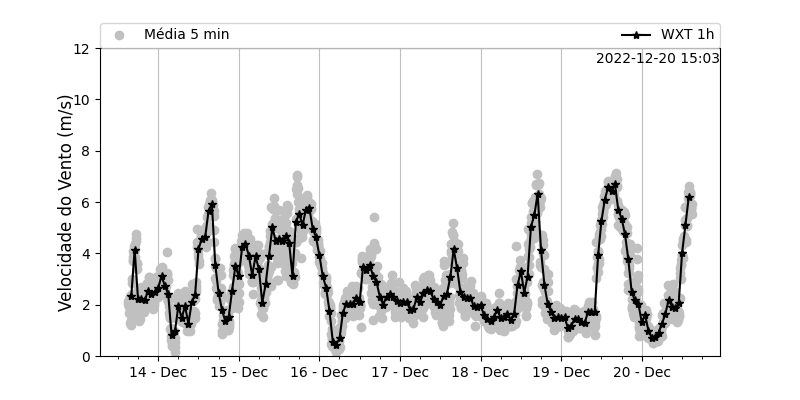 Média 5 min
WXT 1h
2022-12-20 15:03
Velocidade do Vento (m/s)
12
10
8
6
4
2
0
14 - Dec
15 - Dec
16 - Dec
17 - Dec
18 - Dec
19 - Dec
20 - Dec